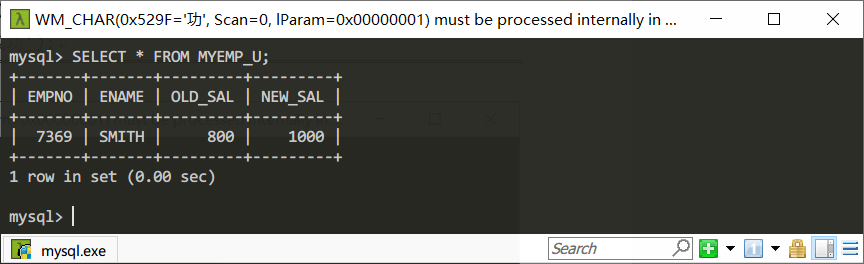 WM_CHAR(0x529F='功', Scan=0, lParam=0x00000001) must be processed internally in ...
mysql> SELECT * FROM MYEMP_U;
+-------+-------+---------+---------+
| EMPNO | ENAME | OLD_SAL | NEW_SAL |
+-------+-------+---------+---------+
|  7369 | SMITH |     800 |    1000 |
+-------+-------+---------+---------+
1 row in set (0.00 sec)
mysql>
mysql.exe
Search
1